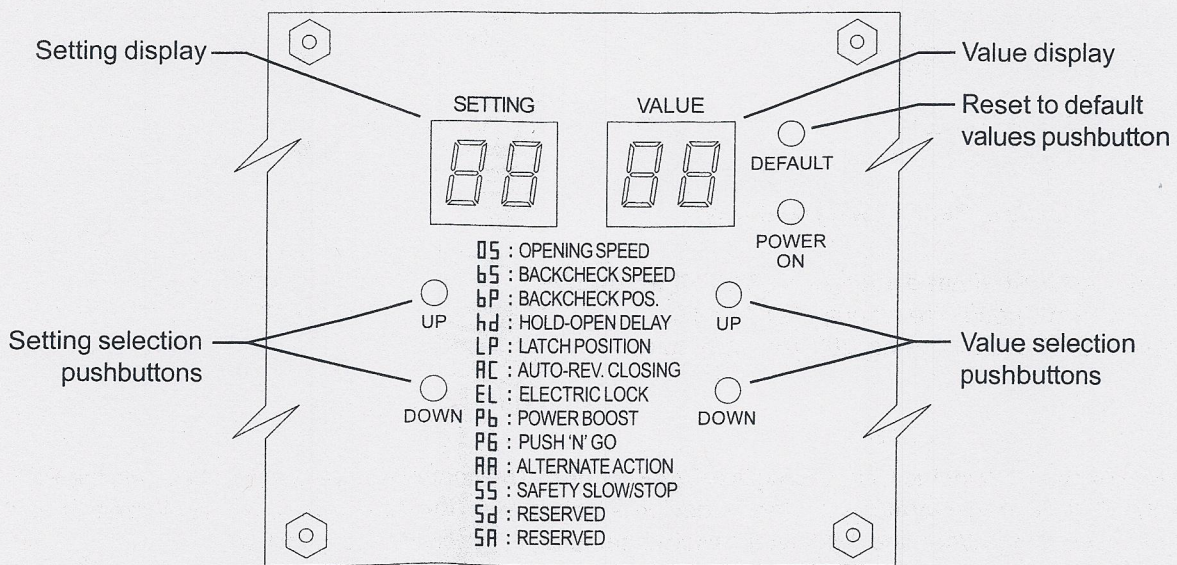 Setting display
Value display
Reset to default
values pushbutton
SETTING
VALUE
88
88
DEFAULT
POWER
ON
OS : OPENING SPEED
bS : BACKCHECK SPEED
bP : BACKCHECK POS.
hd : HOLD-OPEN DELAY
LP : LATCH POSITION
AC : AUTO-REV. CLOSING
EL : ELECTRIC LOCK
Pb : POWER BOOST
PG : PUSH 'N' GO
AA : ALTERNATE ACTION
SS : SAFETY SLOW/STOP
Sd : RESERVED
SA : RESERVED
UP
DOWN
UP
DOWN
Setting selection
pushbuttons
Value selection
pushbuttons